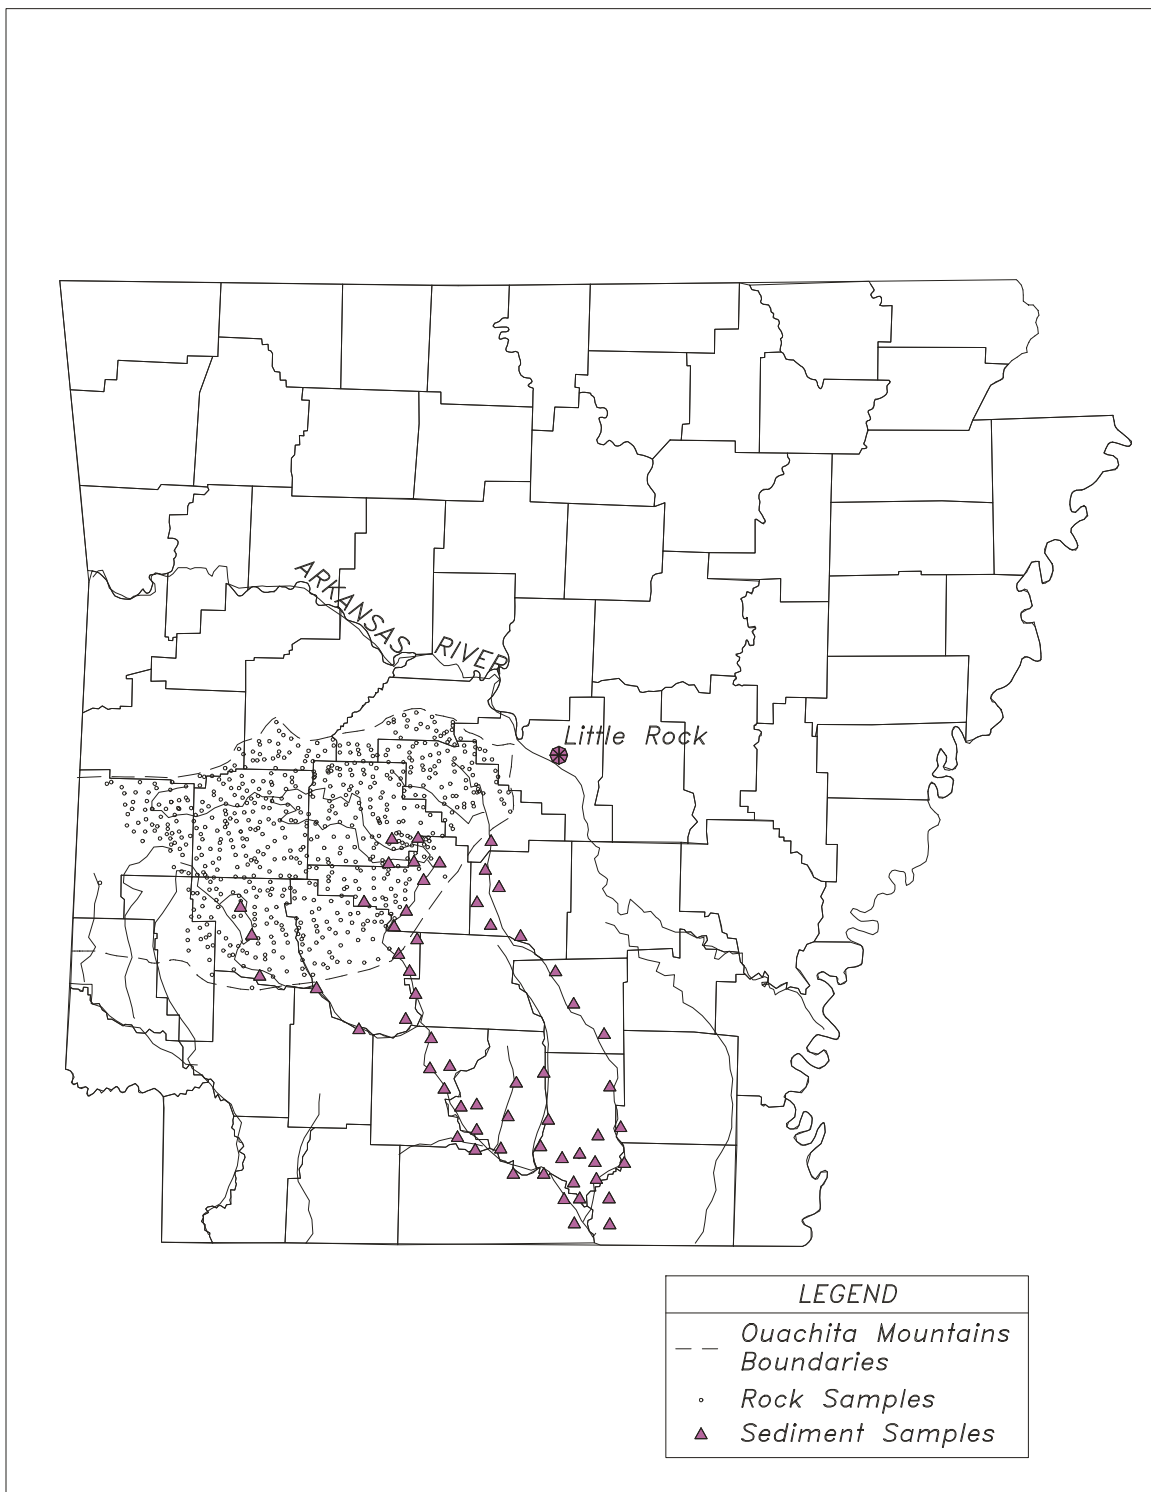 ARKANSAS
RIVER
Little Rock
LEGEND
Ouachita Mountains
Boundaries
Rock Samples
Sediment Samples